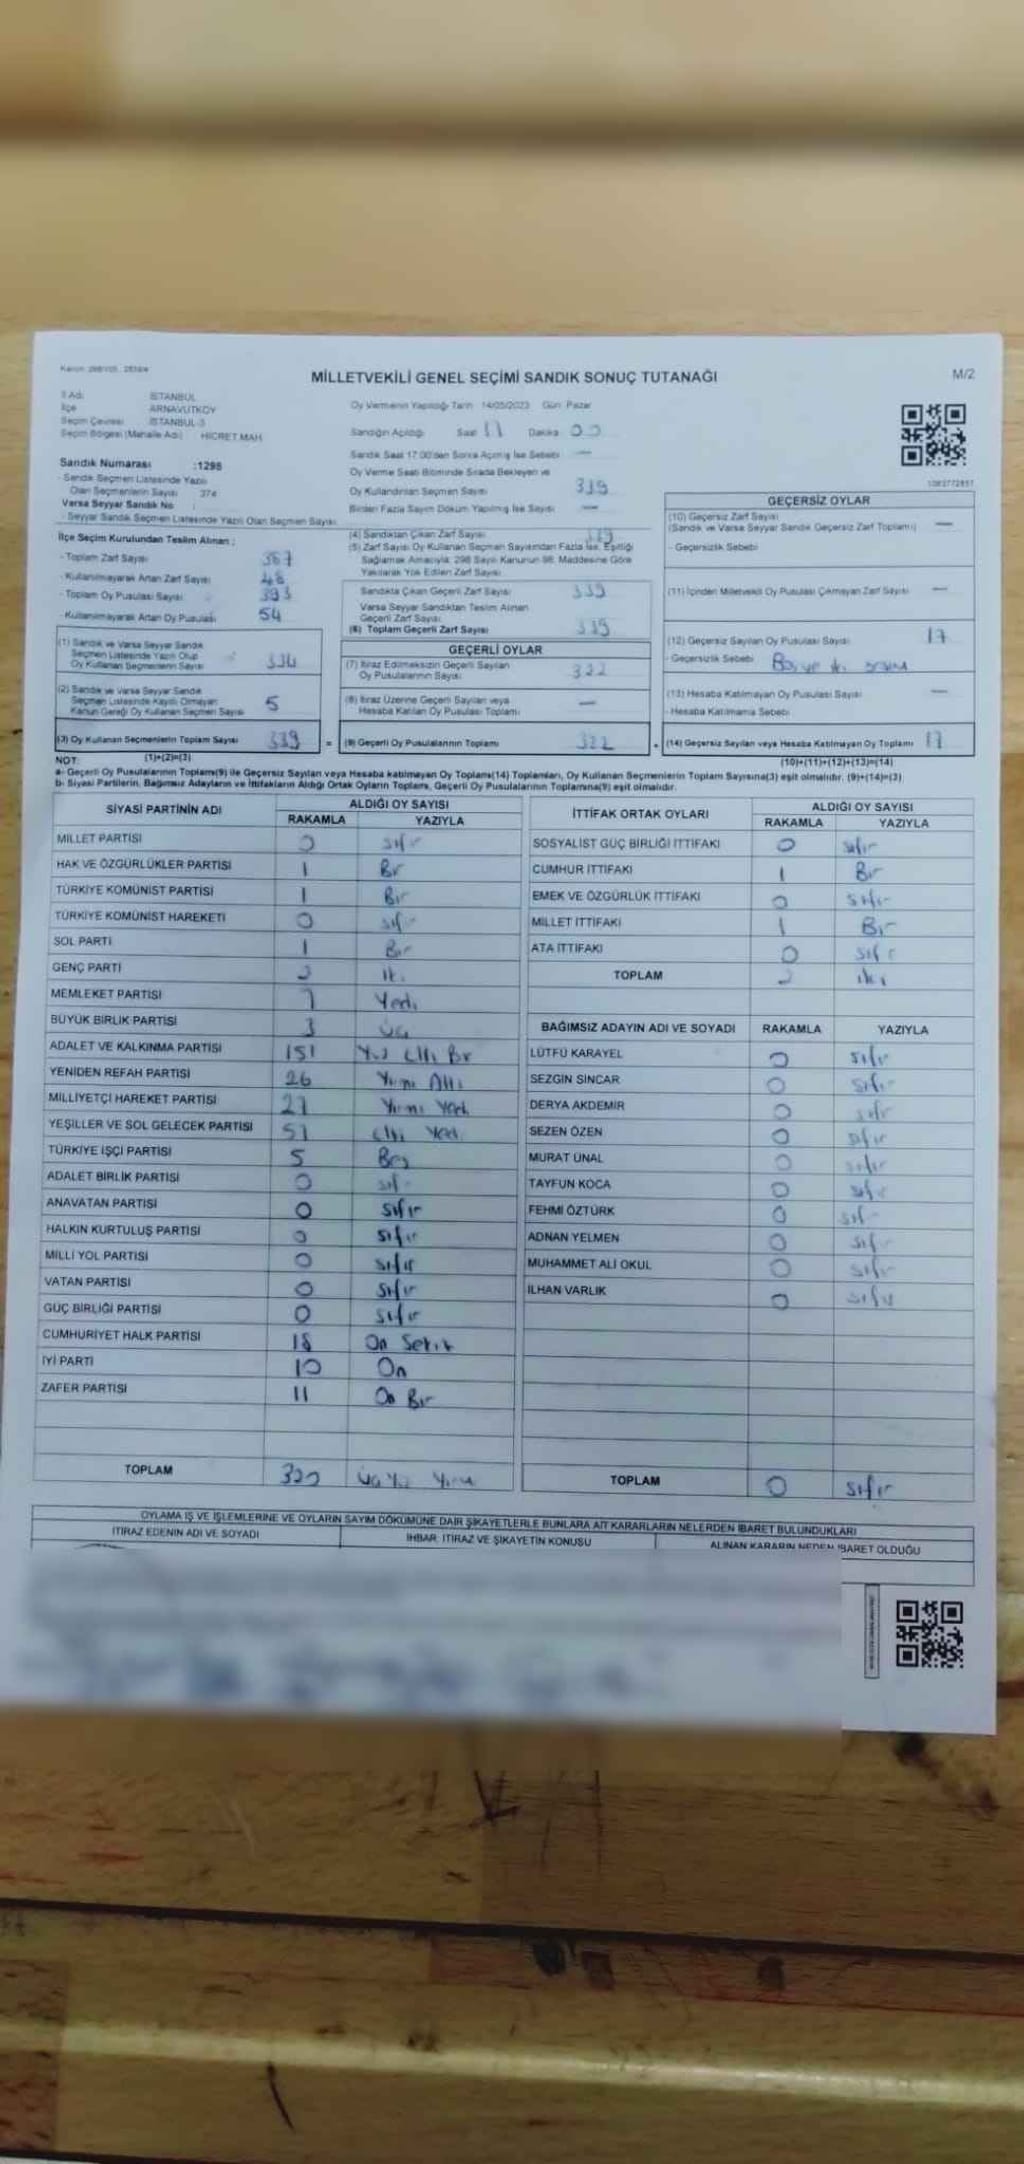 MİLLETVEKİLİ GENEL SEÇİMİ SANDIK SONUÇ TUTANAĞI
M/2
İl Adı İSTANBUL
İlçe ARNAVUTKÖY
Seçim Çevresi İSTANBUL-3
Seçim Bölgesi (Mahalle Adı) HİCRET MAH
Sandık Numarası :1298
- Sandık Seçmen Listesinde Yazılı
Olan Seçmenlerin Sayısı 374
Varsa Seyyar Sandık No
- Seyyar Sandık Seçmen Listesinde Yazılı Olan Seçmen Sayısı
Oy Vermenin Yapıldığı Tarih 14/05/2023 Gün Pazar
Sandığın Açıldığı Saat Dakika
Sandık Saat 17:00'den Sonra Açılmış İse Sebebi —
Oy Verme Saati Bitiminde Sırada Bekleyen ve
Oy Kullandırılan Seçmen Sayısı 339
Birden Fazla Sayım Döküm Yapılmış İse Sayısı —
İlçe Seçim Kurulundan Teslim Alınan ;
- Toplam Zarf Sayısı
- Kullanılmayarak Artan Zarf Sayısı 48
- Toplam Oy Pusulası Sayısı 393
- Kullanılmayarak Artan Oy Pusulası 54
(1) Sandık ve Varsa Seyyar Sandık
Seçmen Listesinde Yazılı Olup
Oy Kullanan Seçmenlerin Sayısı 334
(2) Sandık ve Varsa Seyyar Sandık
Seçmen Listesinde Kayıtlı Olmayan
Kanun Gereği Oy Kullanan Seçmen Sayısı 5
(3) Oy Kullanan Seçmenlerin Toplam Sayısı 339
(1)+(2)=(3)
(4) Sandıktan Çıkan Zarf Sayısı 339
(5) Zarf Sayısı Oy Kullanan Seçmen Sayısından Fazla İse, Eşitliği
Sağlamak Amacıyla 298 Sayılı Kanunun 98. Maddesine Göre
Yakılarak Yok Edilen Zarf Sayısı
Sandıkta Çıkan Geçerli Zarf Sayısı 339
Varsa Seyyar Sandıktan Teslim Alınan
Geçerli Zarf Sayısı
(6) Toplam Geçerli Zarf Sayısı 339
GEÇERLİ OYLAR
(7) İtiraz Edilmeksizin Geçerli Sayılan
Oy Pusulalarının Sayısı 322
(8) İtiraz Üzerine Geçerli Sayılan veya
Hesaba Katılan Oy Pusulası Toplamı —
= (9) Geçerli Oy Pusulalarının Toplamı 322
GEÇERSİZ OYLAR
(10) Geçersiz Zarf Sayısı
(Sandık ve Varsa Seyyar Sandık Geçersiz Zarf Toplamı) —
- Geçersizlik Sebebi
(11) İçinden Milletvekili Oy Pusulası Çıkmayan Zarf Sayısı —
(12) Geçersiz Sayılan Oy Pusulası Sayısı 17
- Geçersizlik Sebebi
(13) Hesaba Katılmayan Oy Pusulası Sayısı —
- Hesaba Katılmama Sebebi
(14) Geçersiz Sayılan veya Hesaba Katılmayan Oy Toplamı 17
(10)+(11)+(12)+(13)=(14)
NOT:
a- Geçerli Oy Pusulalarının Toplamı(9) ile Geçersiz Sayılan veya Hesaba katılmayan Oy Toplamı(14) Toplamları, Oy Kullanan Seçmenlerin Toplam Sayısına(3) eşit olmalıdır. (9)+(14)=(3)
b- Siyasi Partilerin, Bağımsız Adayların ve İttifakların Aldığı Ortak Oyların Toplamı, Geçerli Oy Pusulalarının Toplamına(9) eşit olmalıdır.
SİYASİ PARTİNİN ADI ALDIĞI OY SAYISI
RAKAMLA YAZIYLA
MİLLET PARTİSİ 0 sıfır
HAK VE ÖZGÜRLÜKLER PARTİSİ 1 Bir
TÜRKİYE KOMÜNİST PARTİSİ 1 Bir
TÜRKİYE KOMÜNİST HAREKETİ 0 sıfır
SOL PARTİ 1 Bir
GENÇ PARTİ 2 İki
MEMLEKET PARTİSİ 7 Yedi
BÜYÜK BİRLİK PARTİSİ 3 üç
ADALET VE KALKINMA PARTİSİ 151 Yüz Elli Bir
YENİDEN REFAH PARTİSİ 26 Yirmi Altı
MİLLİYETÇİ HAREKET PARTİSİ 27 Yirmi Yedi
YEŞİLLER VE SOL GELECEK PARTİSİ 57 Elli Yedi
TÜRKİYE İŞÇİ PARTİSİ 5 Beş
ADALET BİRLİK PARTİSİ 0 sıfır
ANAVATAN PARTİSİ 0 sıfır
HALKIN KURTULUŞ PARTİSİ 0 sıfır
MİLLİ YOL PARTİSİ 0 sıfır
VATAN PARTİSİ 0 sıfır
GÜÇ BİRLİĞİ PARTİSİ 0 sıfır
CUMHURİYET HALK PARTİSİ 18 On Sekiz
İYİ PARTİ 10 On
ZAFER PARTİSİ 11 On Bir
TOPLAM 320 üç Yüz Yirmi
İTTİFAK ORTAK OYLARI ALDIĞI OY SAYISI
RAKAMLA YAZIYLA
SOSYALİST GÜÇ BİRLİĞİ İTTİFAKI 0 sıfır
CUMHUR İTTİFAKI 1 Bir
EMEK VE ÖZGÜRLÜK İTTİFAKI 0 sıfır
MİLLET İTTİFAKI 1 Bir
ATA İTTİFAKI 0 sıfır
TOPLAM 2 iki
BAĞIMSIZ ADAYIN ADI VE SOYADI RAKAMLA YAZIYLA
LÜTFÜ KARAYEL 0 sıfır
SEZGİN SİNCAR 0 sıfır
DERYA AKDEMİR 0 sıfır
SEZEN ÖZEN 0 sıfır
MURAT ÜNAL 0 sıfır
TAYFUN KOCA 0 sıfır
FEHMİ ÖZTÜRK 0 sıfır
ADNAN YELMEN 0 sıfır
MUHAMMET ALİ OKUL 0 sıfır
İLHAN VARLIK 0 sıfır
TOPLAM 0 sıfır
OYLAMA İŞ VE İŞLEMLERİNE VE OYLARIN SAYIM DÖKÜMÜNE DAİR ŞİKAYETLERLE BUNLARA AİT KARARLARIN NELERDEN İBARET BULUNDUKLARI
İTİRAZ EDENİN ADI VE SOYADI İHBAR, İTİRAZ VE ŞİKAYETİN KONUSU ALINAN KARARIN NEDEN İBARET OLDUĞU